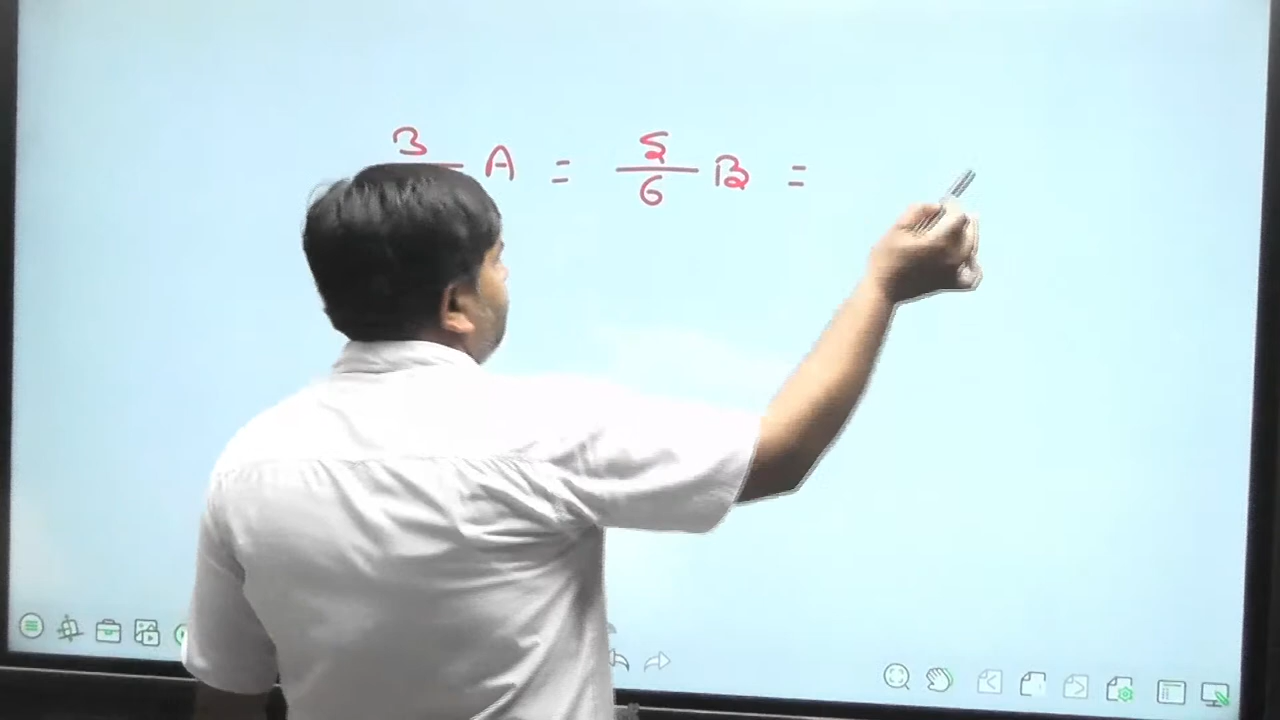 3/ A = 5/6 B =